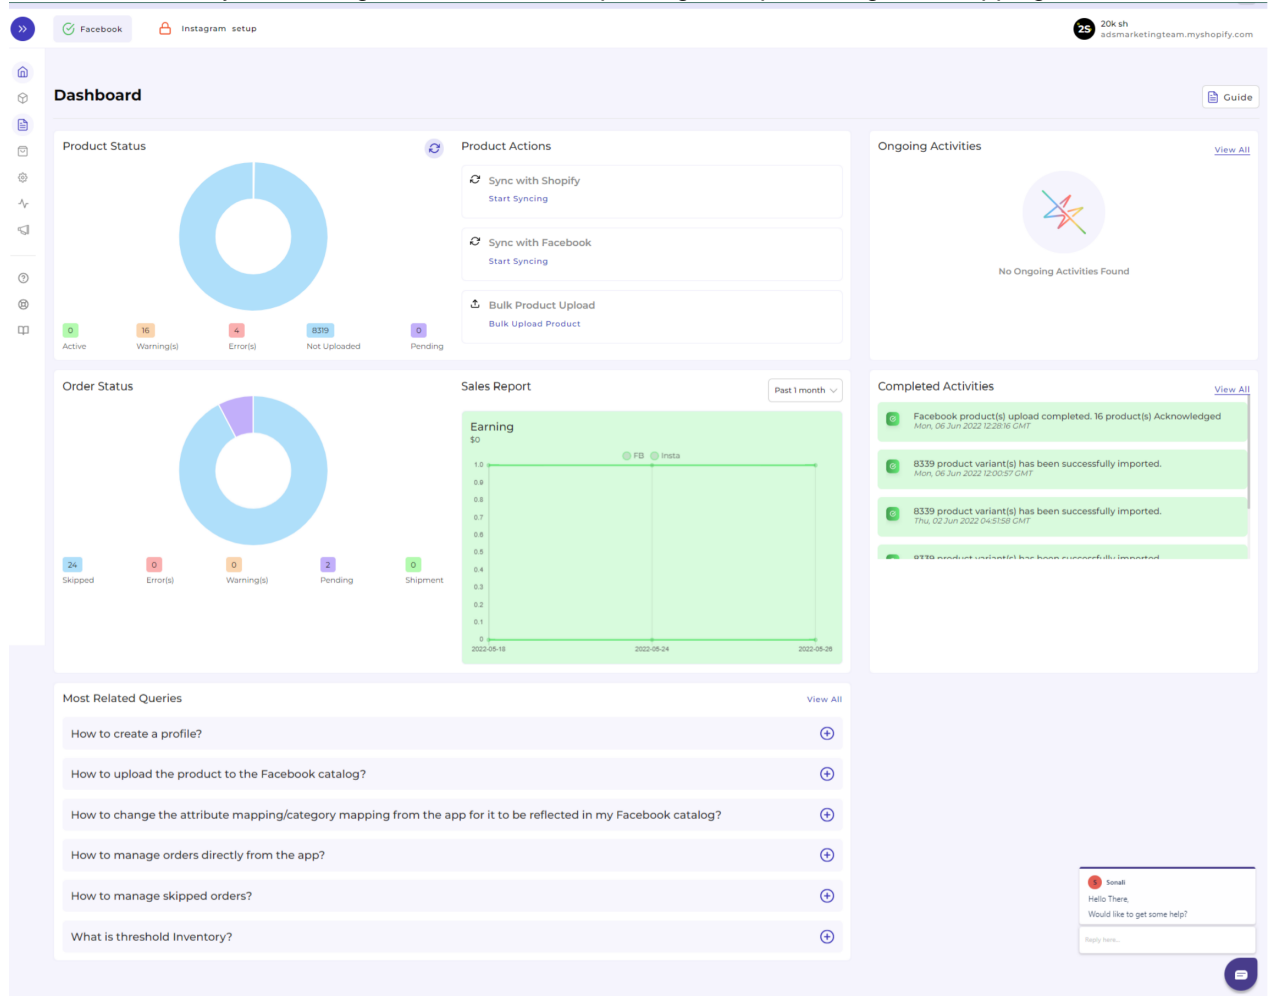 Facebook
Instagram setup
2S
20k sh
adsmarketingteam.myshopify.com
Dashboard
Guide
Product Status
0
16
4
8319
0
Active
Warning(s)
Error(s)
Not Uploaded
Pending
Product Actions
Sync with Shopify
Start Syncing
Sync with Facebook
Start Syncing
Bulk Product Upload
Bulk Upload Product
Ongoing Activities
View All
No Ongoing Activities Found
Order Status
24
0
0
2
0
Skipped
Error(s)
Warning(s)
Pending
Shipment
Sales Report
Past 1 month
Earning
$0
FB
Insta
1.0
0.9
0.8
0.7
0.6
0.5
0.4
0.3
0.2
0.1
0
2022-05-18
2022-05-24
2022-05-28
Completed Activities
View All
Facebook product(s) upload completed. 16 product(s) Acknowledged
Mon, 06 Jun 2022 12:28:16 GMT
8339 product variant(s) has been successfully imported.
Mon, 06 Jun 2022 12:00:57 GMT
8339 product variant(s) has been successfully imported.
Thu, 02 Jun 2022 04:51:58 GMT
8339 product variant(s) has been successfully imported.
Most Related Queries
View All
How to create a profile?
How to upload the product to the Facebook catalog?
How to change the attribute mapping/category mapping from the app for it to be reflected in my Facebook catalog?
How to manage orders directly from the app?
How to manage skipped orders?
What is threshold Inventory?
S
Sonali
Hello There,
Would like to get some help?
Reply here...